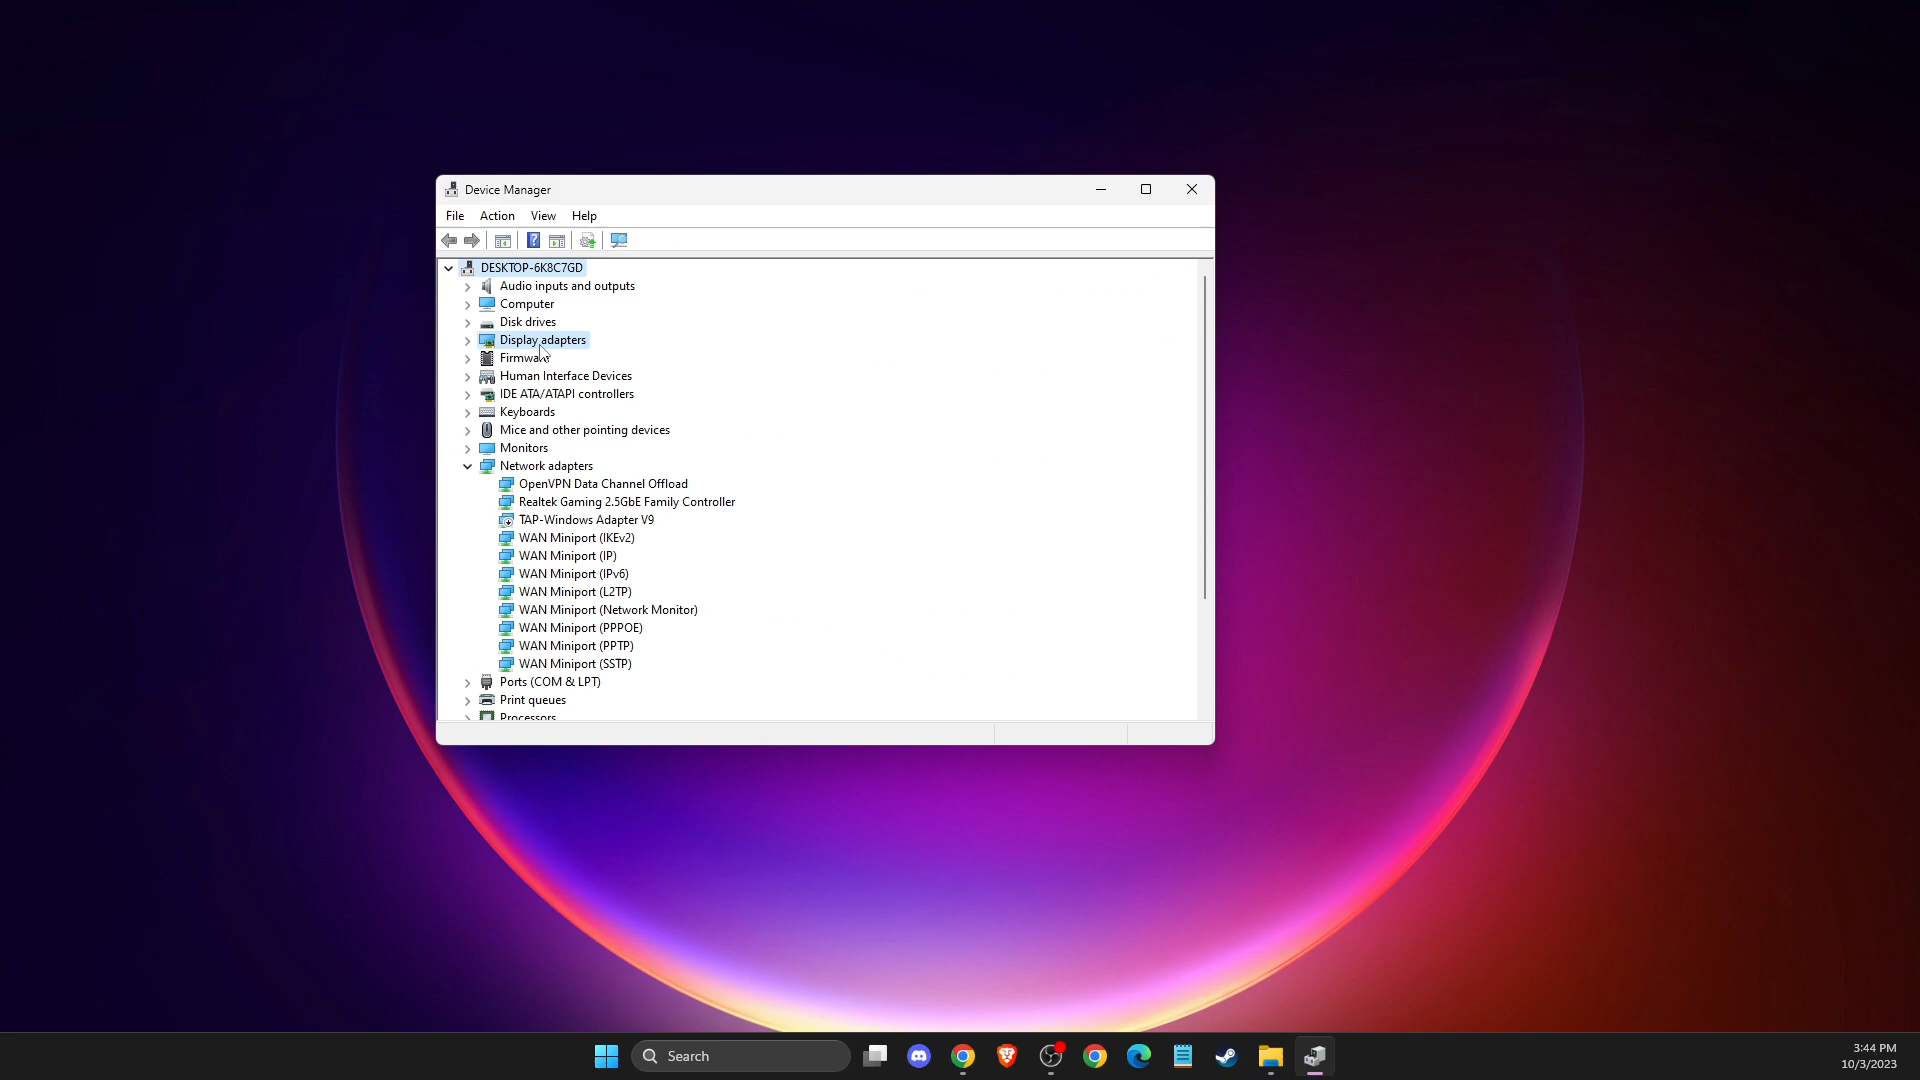 Device Manager
File Action View Help
DESKTOP-6K8C7GD
Audio inputs and outputs
Computer
Disk drives
Display adapters
Firmware
Human Interface Devices
IDE ATA/ATAPI controllers
Keyboards
Mice and other pointing devices
Monitors
Network adapters
OpenVPN Data Channel Offload
Realtek Gaming 2.5GbE Family Controller
TAP-Windows Adapter V9
WAN Miniport (IKEv2)
WAN Miniport (IP)
WAN Miniport (IPv6)
WAN Miniport (L2TP)
WAN Miniport (Network Monitor)
WAN Miniport (PPPOE)
WAN Miniport (PPTP)
WAN Miniport (SSTP)
Ports (COM & LPT)
Print queues
Processors
Search
3:44 PM
10/3/2023